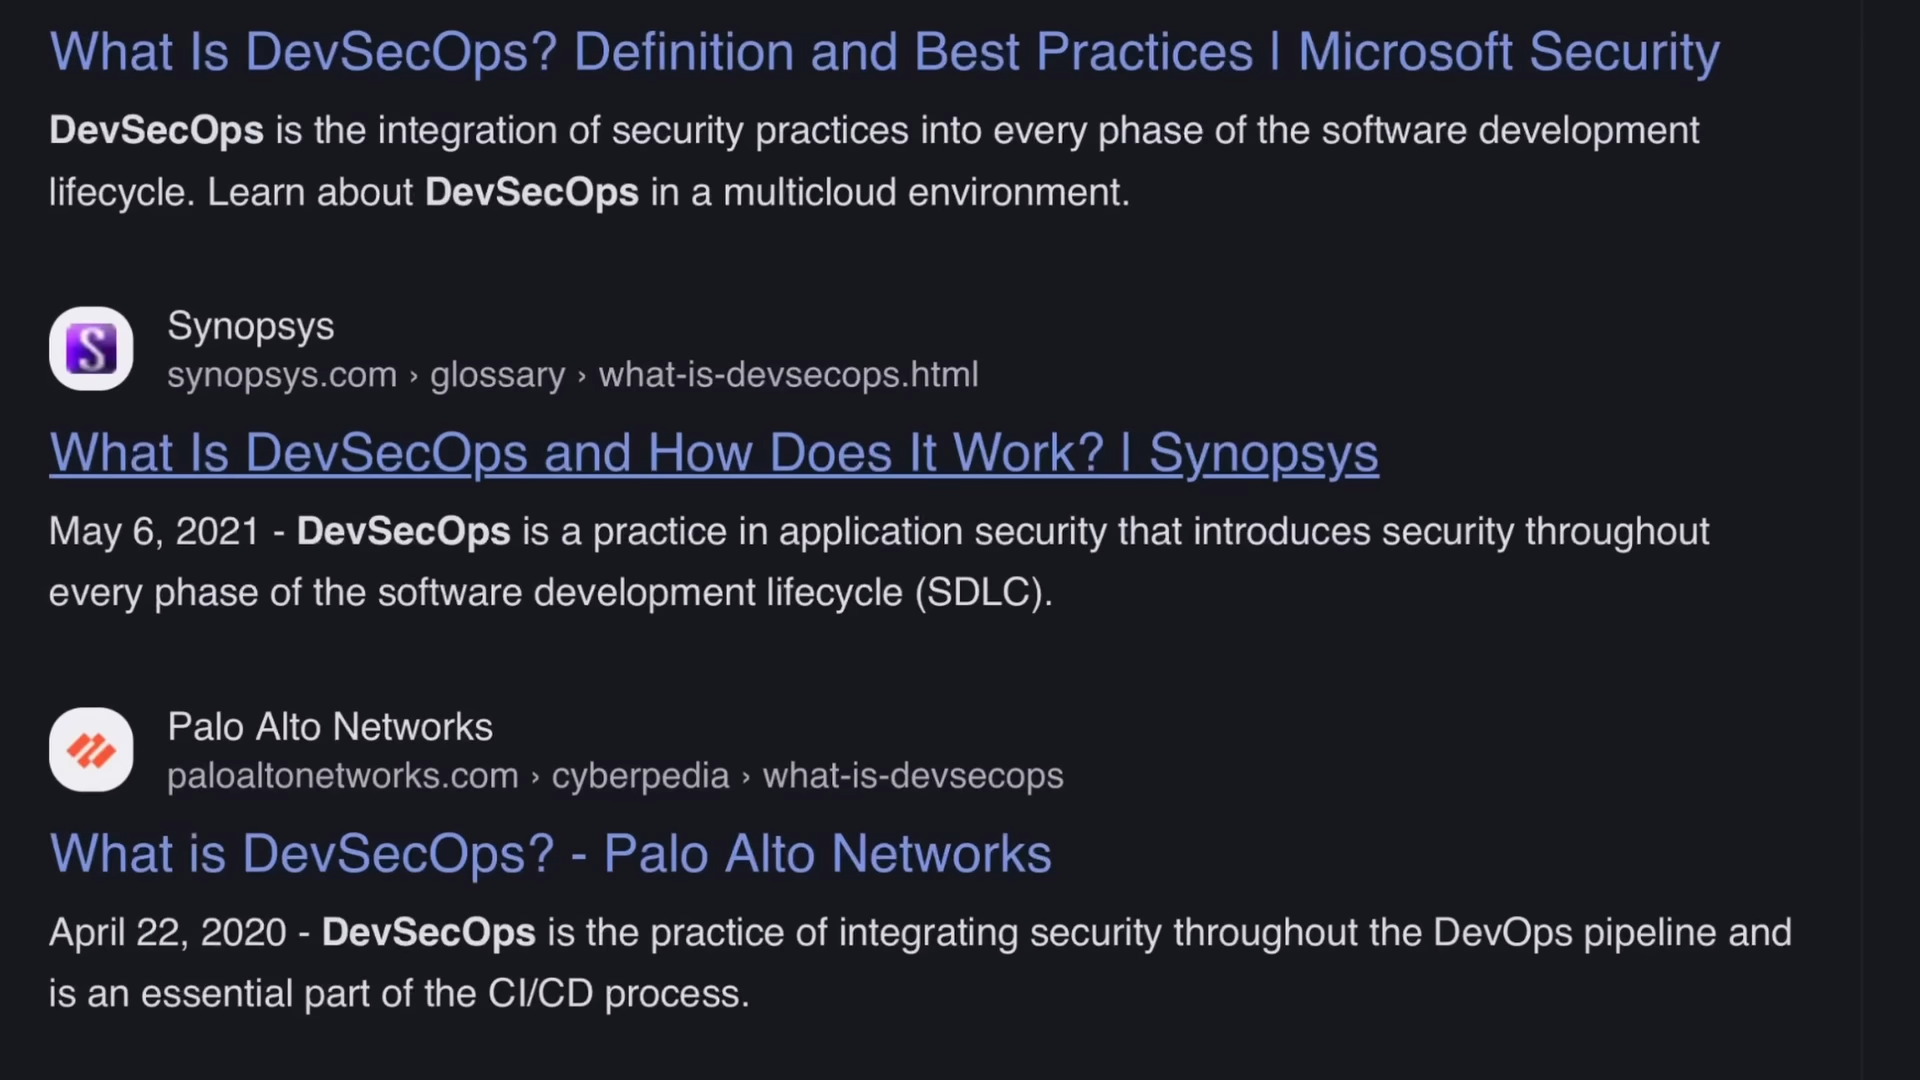 What Is DevSecOps? Definition and Best Practices | Microsoft Security
DevSecOps is the integration of security practices into every phase of the software development
lifecycle. Learn about DevSecOps in a multicloud environment.
S
Synopsys
synopsys.com › glossary › what-is-devsecops.html
What Is DevSecOps and How Does It Work? | Synopsys
May 6, 2021 - DevSecOps is a practice in application security that introduces security throughout
every phase of the software development lifecycle (SDLC).
Palo Alto Networks
paloaltonetworks.com › cyberpedia › what-is-devsecops
What is DevSecOps? - Palo Alto Networks
April 22, 2020 - DevSecOps is the practice of integrating security throughout the DevOps pipeline and
is an essential part of the CI/CD process.